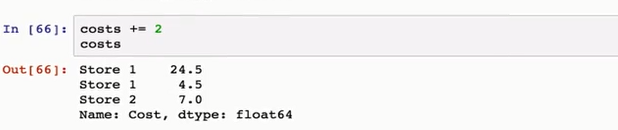 In [66]: costs += 2
costs
Out[66]: Store 1    24.5
Store 1     4.5
Store 2     7.0
Name: Cost, dtype: float64